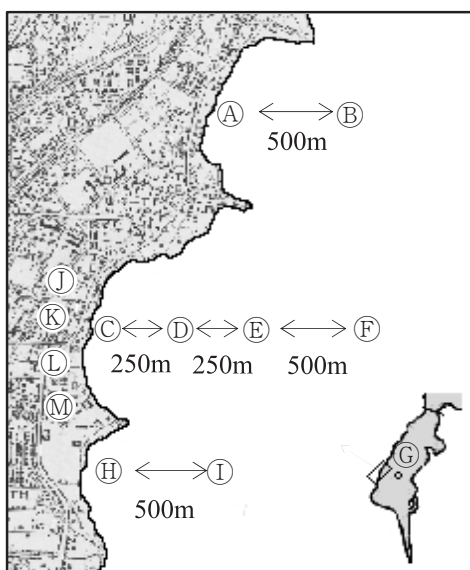 Ⓐ Ⓑ
500m
Ⓙ
Ⓚ
Ⓒ Ⓓ Ⓔ Ⓕ
Ⓛ
250m 250m 500m
Ⓜ
Ⓖ
Ⓗ Ⓘ
500m